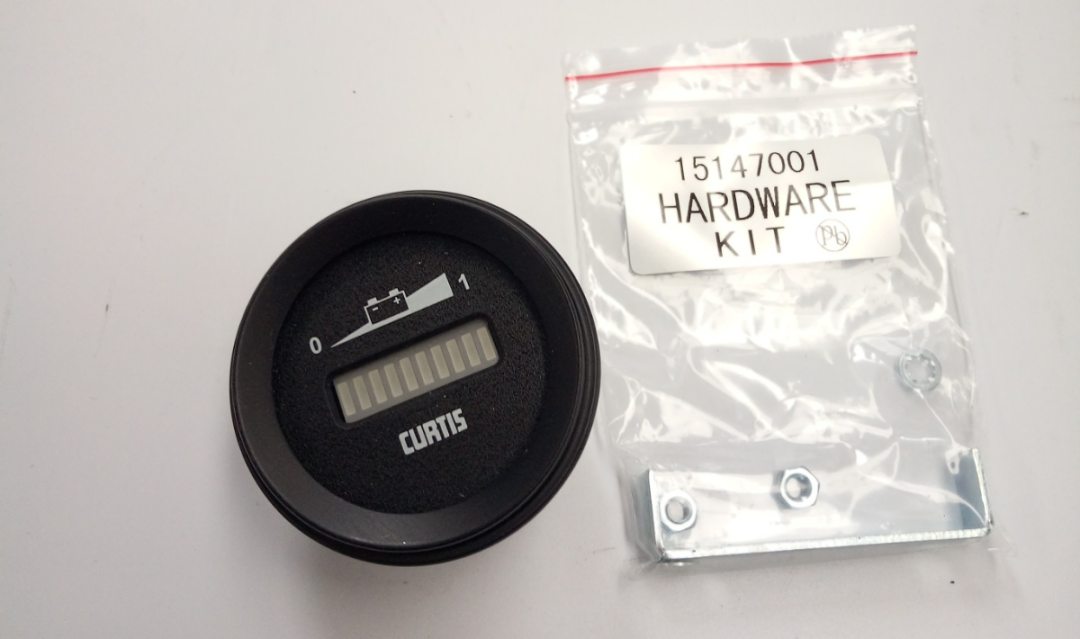 0
1
CURTIS
15147001
HARDWARE
KIT Pb